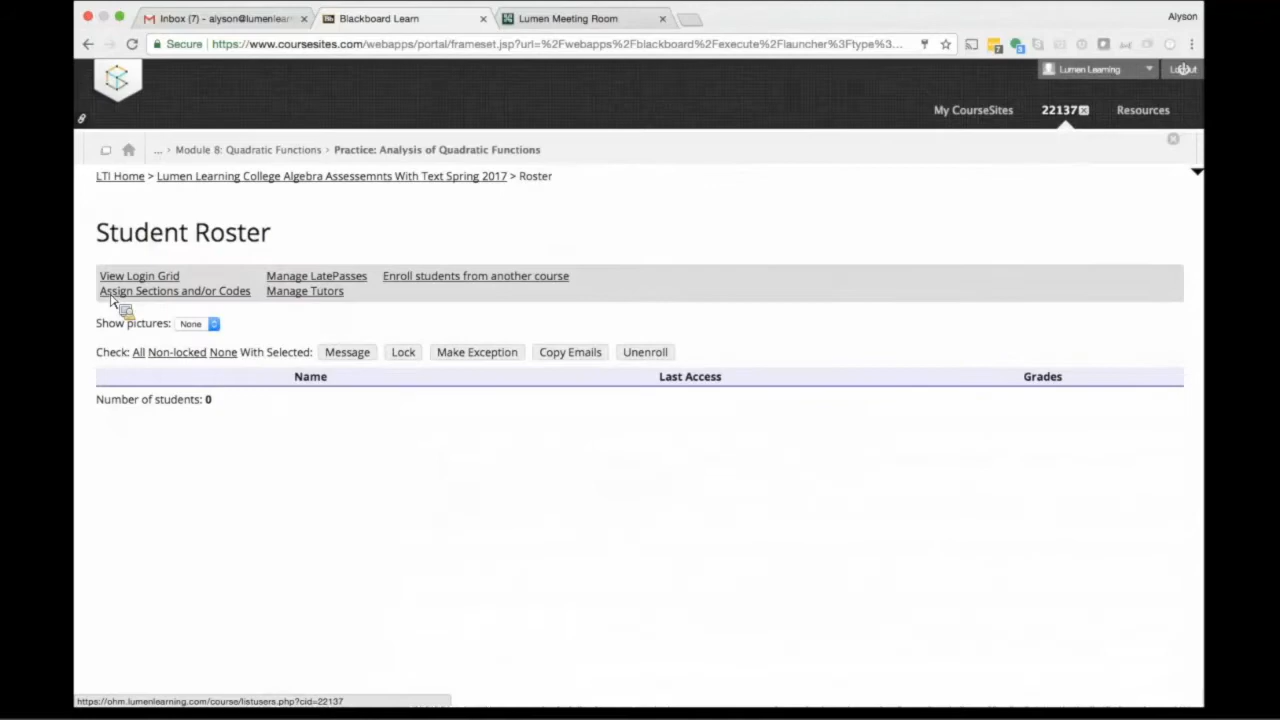 Inbox (7) - alyson@lumenlearn
Blackboard Learn
Lumen Meeting Room
Alyson
Secure | https://www.coursesites.com/webapps/portal/frameset.jsp?url=%2Fwebapps%2Fblackboard%2Fexecute%2Flauncher%3Ftype%3...
Lumen Learning
My CourseSites
22137
Resources
... › Module 8: Quadratic Functions › Practice: Analysis of Quadratic Functions
LTI Home > Lumen Learning College Algebra Assessemnts With Text Spring 2017 > Roster
Student Roster
View Login Grid Manage LatePasses Enroll students from another course
Assign Sections and/or Codes Manage Tutors
Show pictures: None
Check: All Non-locked None With Selected: Message Lock Make Exception Copy Emails Unenroll
Name Last Access Grades
Number of students: 0
https://ohm.lumenlearning.com/course/listusers.php?cid=22137